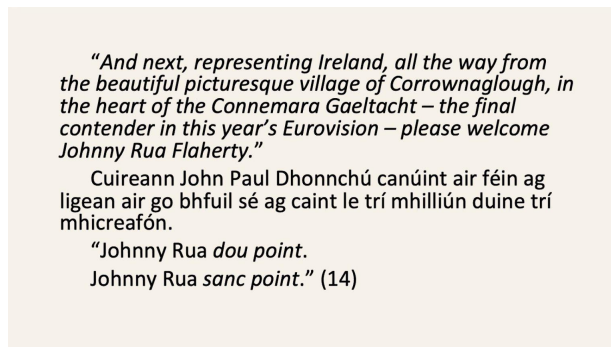 “And next, representing Ireland, all the way from
the beautiful picturesque village of Corrownaglough, in
the heart of the Connemara Gaeltacht – the final
contender in this year’s Eurovision – please welcome
Johnny Rua Flaherty.”
Cuireann John Paul Dhonnchú canúint air féin ag
ligean air go bhfuil sé ag caint le trí mhilliún duine trí
mhicreafón.
“Johnny Rua dou point.
Johnny Rua sanc point.” (14)